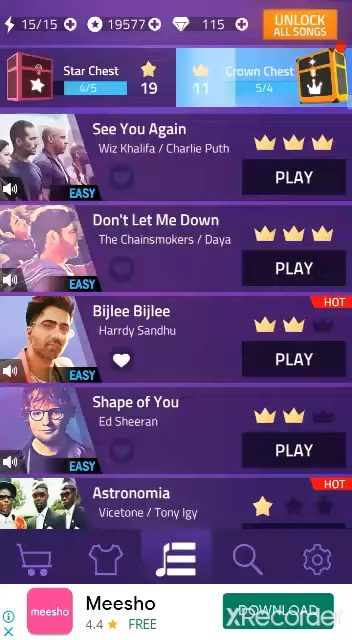 15/15
19577
115
UNLOCK
ALL SONGS
Star Chest
4/5
19
11
Crown Chest
5/4
See You Again
Wiz Khalifa / Charlie Puth
EASY
PLAY
Don't Let Me Down
The Chainsmokers / Daya
EASY
PLAY
HOT
Bijlee Bijlee
Harrdy Sandhu
EASY
PLAY
Shape of You
Ed Sheeran
EASY
PLAY
HOT
Astronomia
Vicetone / Tony Igy
meesho
Meesho
4.4 ★ FREE
DOWNLOAD
XRecorder